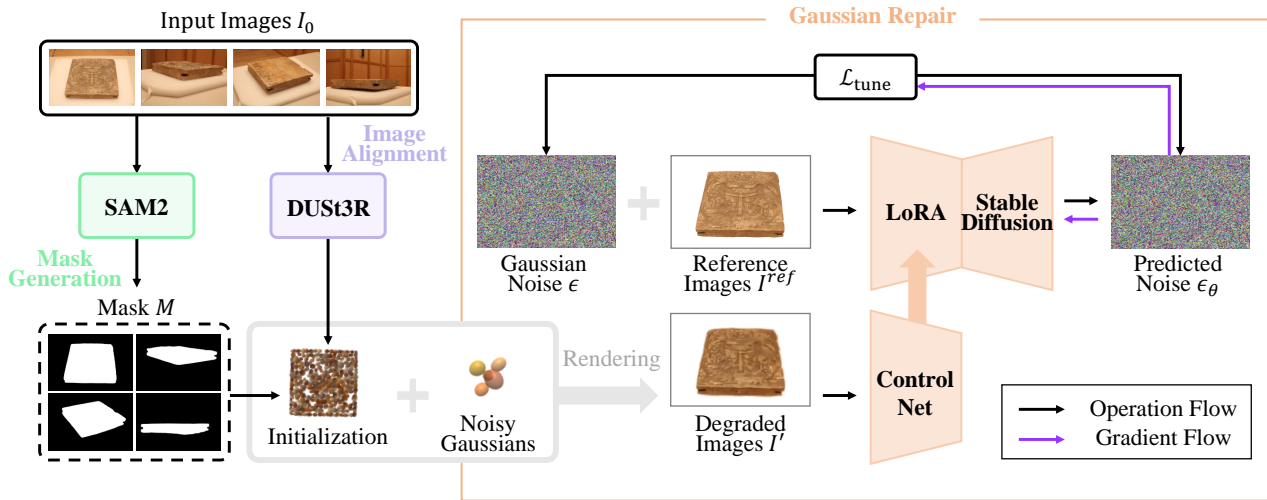 Input Images I₀
Gaussian Repair
ℒtune
Image
Alignment
SAM2
DUSt3R
Mask
Generation
Mask M
Initialization
Noisy
Gaussians
Rendering
Gaussian
Noise ϵ
Reference
Images Iʳᵉᶠ
LoRA
Stable
Diffusion
Predicted
Noise ϵθ
Degraded
Images I′
Control
Net
Operation Flow
Gradient Flow